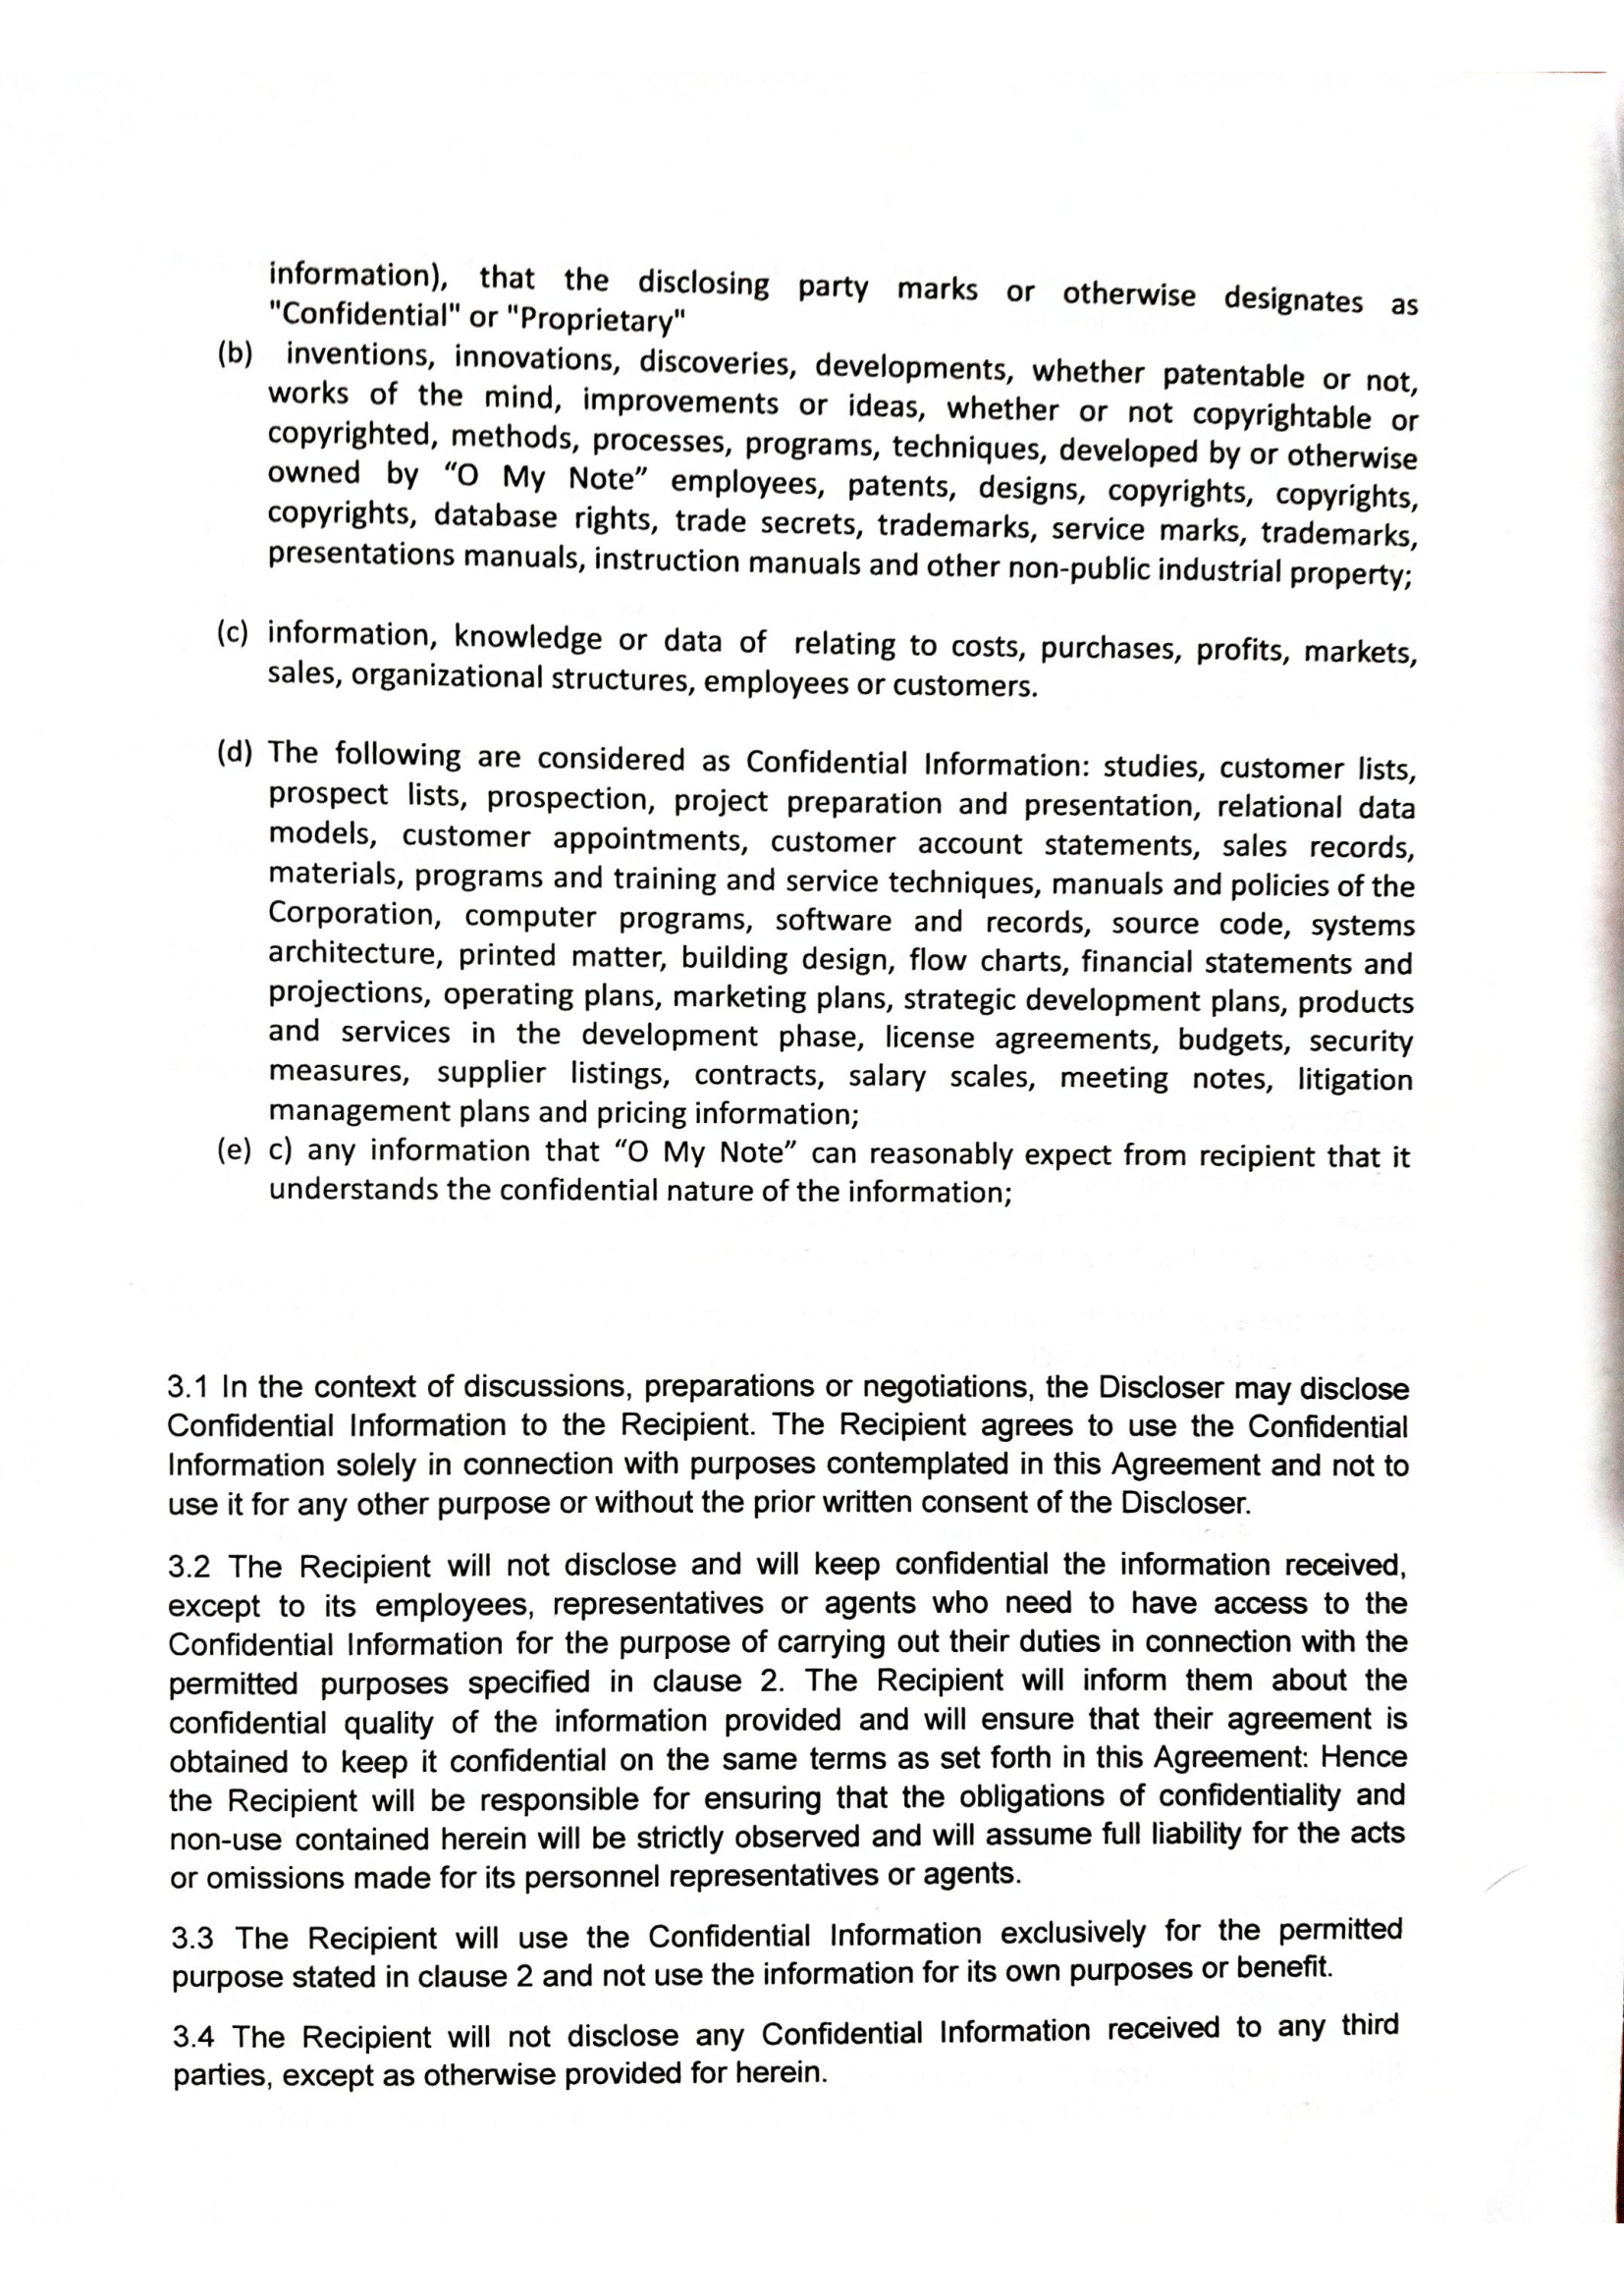 information), that the disclosing party marks or otherwise designates as
"Confidential" or "Proprietary"
(b) inventions, innovations, discoveries, developments, whether patentable or not,
works of the mind, improvements or ideas, whether or not copyrightable or
copyrighted, methods, processes, programs, techniques, developed by or otherwise
owned by “O My Note” employees, patents, designs, copyrights, copyrights,
copyrights, database rights, trade secrets, trademarks, service marks, trademarks,
presentations manuals, instruction manuals and other non-public industrial property;
(c) information, knowledge or data of relating to costs, purchases, profits, markets,
sales, organizational structures, employees or customers.
(d) The following are considered as Confidential Information: studies, customer lists,
prospect lists, prospection, project preparation and presentation, relational data
models, customer appointments, customer account statements, sales records,
materials, programs and training and service techniques, manuals and policies of the
Corporation, computer programs, software and records, source code, systems
architecture, printed matter, building design, flow charts, financial statements and
projections, operating plans, marketing plans, strategic development plans, products
and services in the development phase, license agreements, budgets, security
measures, supplier listings, contracts, salary scales, meeting notes, litigation
management plans and pricing information;
(e) c) any information that “O My Note” can reasonably expect from recipient that it
understands the confidential nature of the information;
3.1 In the context of discussions, preparations or negotiations, the Discloser may disclose
Confidential Information to the Recipient. The Recipient agrees to use the Confidential
Information solely in connection with purposes contemplated in this Agreement and not to
use it for any other purpose or without the prior written consent of the Discloser.
3.2 The Recipient will not disclose and will keep confidential the information received,
except to its employees, representatives or agents who need to have access to the
Confidential Information for the purpose of carrying out their duties in connection with the
permitted purposes specified in clause 2. The Recipient will inform them about the
confidential quality of the information provided and will ensure that their agreement is
obtained to keep it confidential on the same terms as set forth in this Agreement: Hence
the Recipient will be responsible for ensuring that the obligations of confidentiality and
non-use contained herein will be strictly observed and will assume full liability for the acts
or omissions made for its personnel representatives or agents.
3.3 The Recipient will use the Confidential Information exclusively for the permitted
purpose stated in clause 2 and not use the information for its own purposes or benefit.
3.4 The Recipient will not disclose any Confidential Information received to any third
parties, except as otherwise provided for herein.